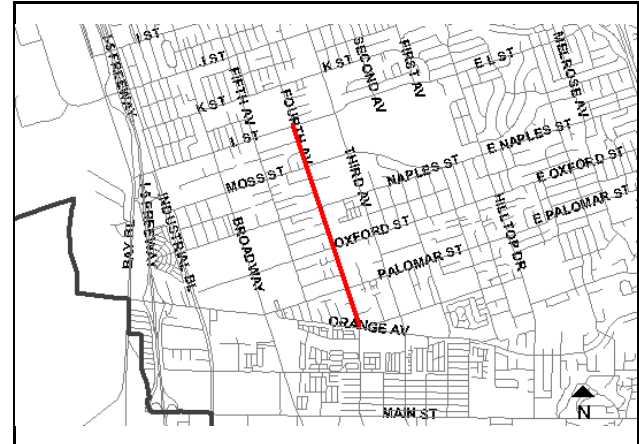 I ST
I-5 FREEWAY
J ST
K ST
SECOND AV
FIRST AV
E L ST
MELROSE AV
FIFTH AV
K ST
FOURTH AV
L ST
MOSS ST
THIRD AV
NAPLES ST
E NAPLES ST
E OXFORD ST
E PALOMAR ST
I-5 FREEWAY
INDUSTRIAL BL
BAY BL
BROADWAY
OXFORD ST
HILLTOP DR
PALOMAR ST
ORANGE AV
MAIN ST
N